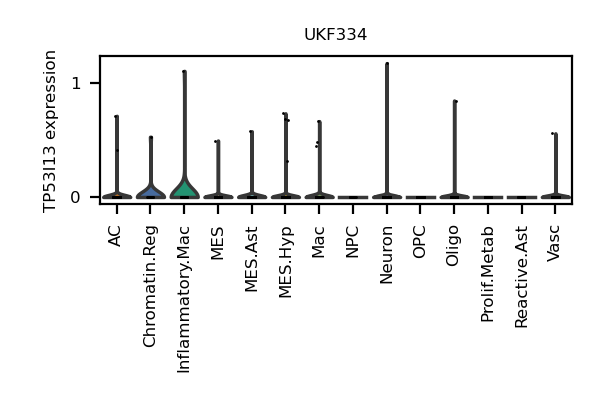 UKF334
TP53I13 expression
1
0
AC
Chromatin.Reg
Inflammatory.Mac
MES
MES.Ast
MES.Hyp
Mac
NPC
Neuron
OPC
Oligo
Prolif.Metab
Reactive.Ast
Vasc